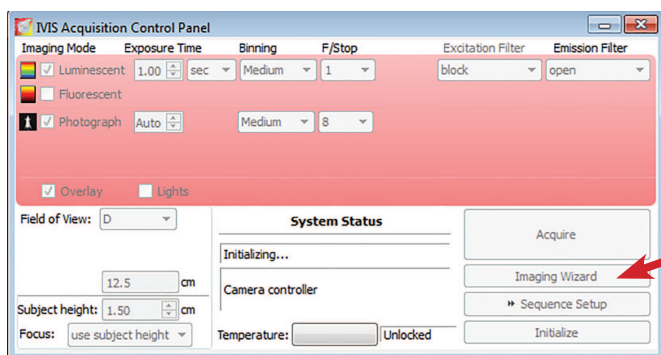 IVIS Acquisition Control Panel
Imaging Mode Exposure Time Binning F/Stop Excitation Filter Emission Filter
Luminescent 1.00 sec Medium 1 block open
Fluorescent
Photograph Auto Medium 8
Overlay Lights
Field of View: D System Status Acquire
Initializing...
12.5 cm Camera controller Imaging Wizard
Subject height: 1.50 cm Sequence Setup
Focus: use subject height Temperature: Unlocked Initialize